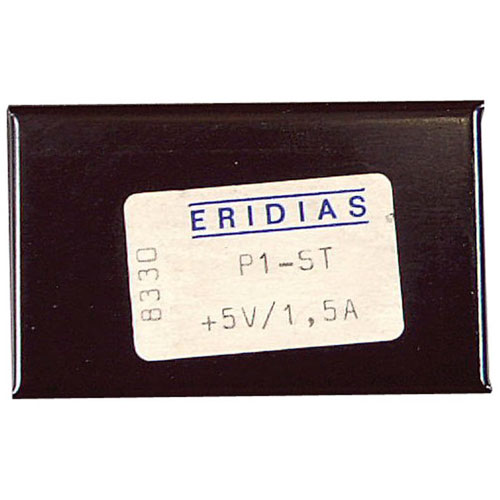 ERIDIAS
P1-ST
+5V/1,5A
8330